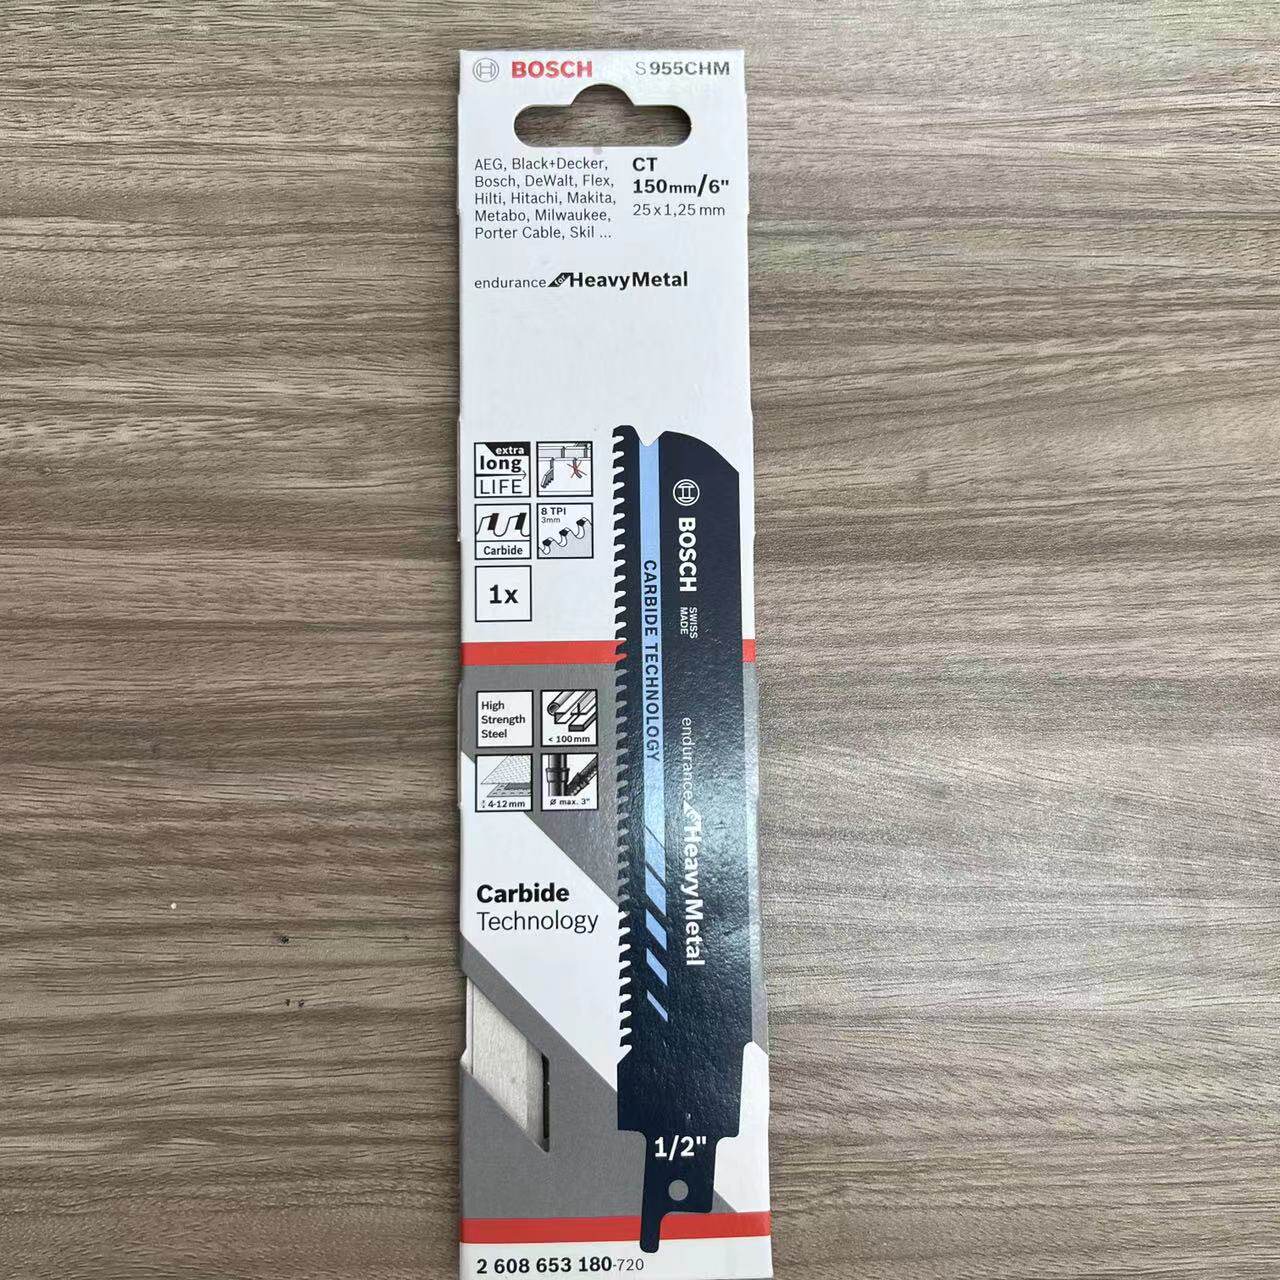 BOSCH S955CHM
AEG, Black+Decker,
Bosch, DeWalt, Flex,
Hilti, Hitachi, Makita,
Metabo, Milwaukee,
Porter Cable, Skil ...
CT
150mm/6"
25x1,25mm
endurance for HeavyMetal
extra
long
LIFE
Carbide
8 TPI
3mm
1x
High
Strength
Steel
< 100mm
4-12mm
Ø max. 3"
Carbide
Technology
CARBIDE TECHNOLOGY
BOSCH
SWISS
MADE
endurance for HeavyMetal
1/2"
2 608 653 180-720